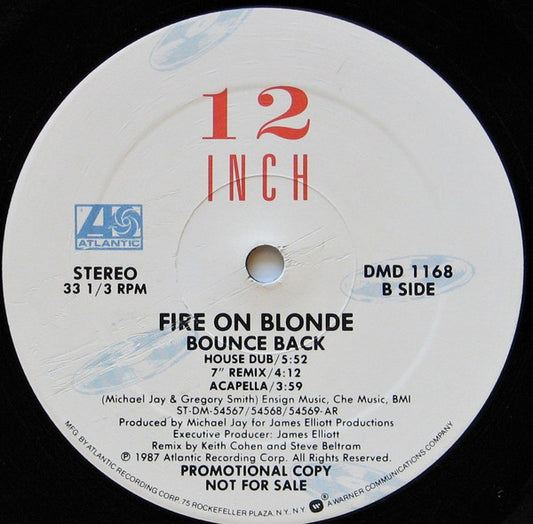 12
INCH
ATLANTIC
STEREO
33 1/3 RPM
DMD 1168
B SIDE
FIRE ON BLONDE
BOUNCE BACK
HOUSE DUB/5:52
7" REMIX/4:12
ACAPELLA/3:59
(Michael Jay & Gregory Smith) Ensign Music, Che Music, BMI
ST-DM-54567/54568/54569-AR
Produced by Michael Jay for James Elliott Productions
Executive Producer: James Elliott
Remix by Keith Cohen and Steve Beltram
℗ 1987 Atlantic Recording Corp. All Rights Reserved.
PROMOTIONAL COPY
NOT FOR SALE
MFG. BY ATLANTIC RECORDING CORP. 75 ROCKEFELLER PLAZA, N.Y. N.Y. ® A WARNER COMMUNICATIONS COMPANY